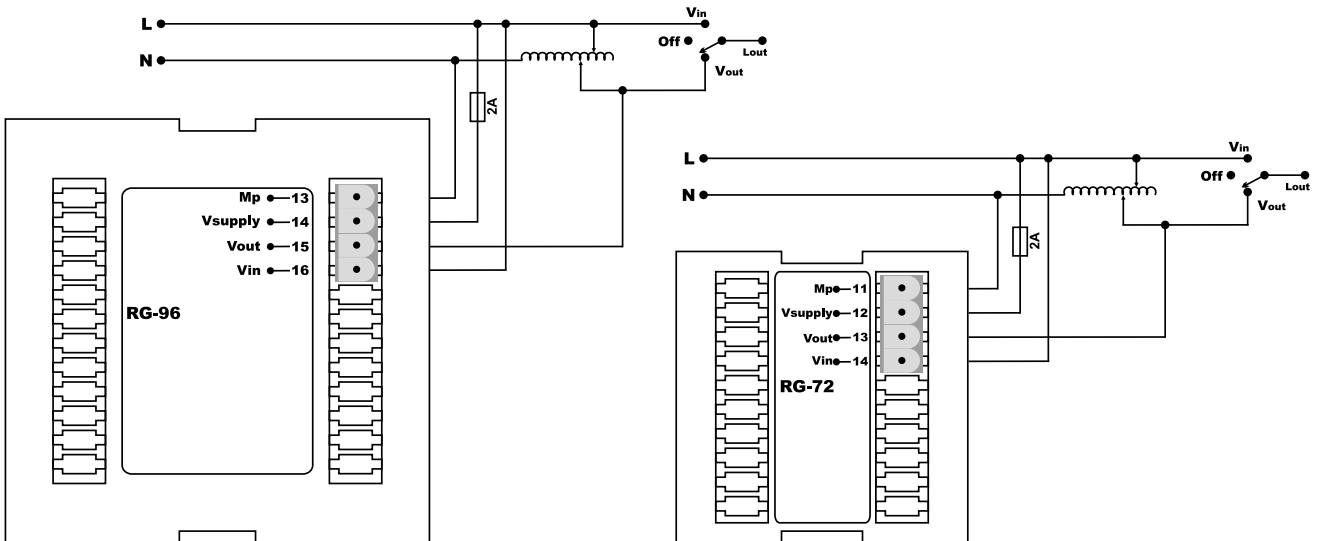 L
N
Vin
Off
Lout
Vout
2A
Mp 13
Vsupply 14
Vout 15
Vin 16
RG-96
L
N
Vin
Off
Lout
Vout
2A
Mp 11
Vsupply 12
Vout 13
Vin 14
RG-72